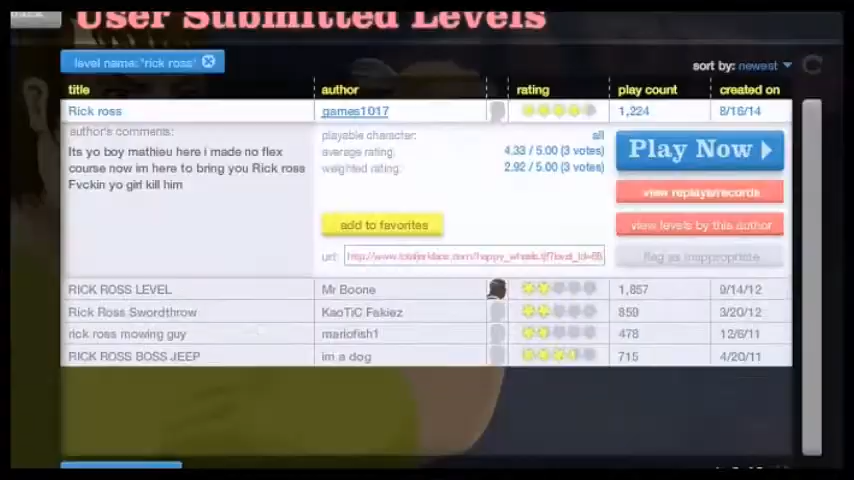 User Submitted Levels
level name: 'rick ross'
sort by: newest
title author rating play count created on
Rick ross games1017 1,224 8/16/14
author's comments:
Its yo boy mathieu here i made no flex
course now im here to bring you Rick ross
Fvckin yo girl kill him
playable character: all
average rating: 4.33 / 5.00 (3 votes)
weighted rating: 2.92 / 5.00 (3 votes)
Play Now
view replays/records
add to favorites
view levels by this author
url:
flag as inappropriate
RICK ROSS LEVEL Mr Boone 1,857 9/14/12
Rick Ross Swordthrow KaoTiC Fakiez 859 3/20/12
rick ross mowing guy mariofish1 478 12/6/11
RICK ROSS BOSS JEEP im a dog 715 4/20/11